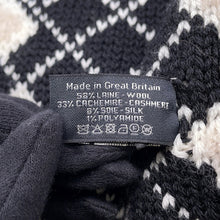 Made in Great Britain
58% LAINE - WOOL
33% CACHEMIRE - CASHMERE
8% SOIE - SILK
1% POLYAMIDE